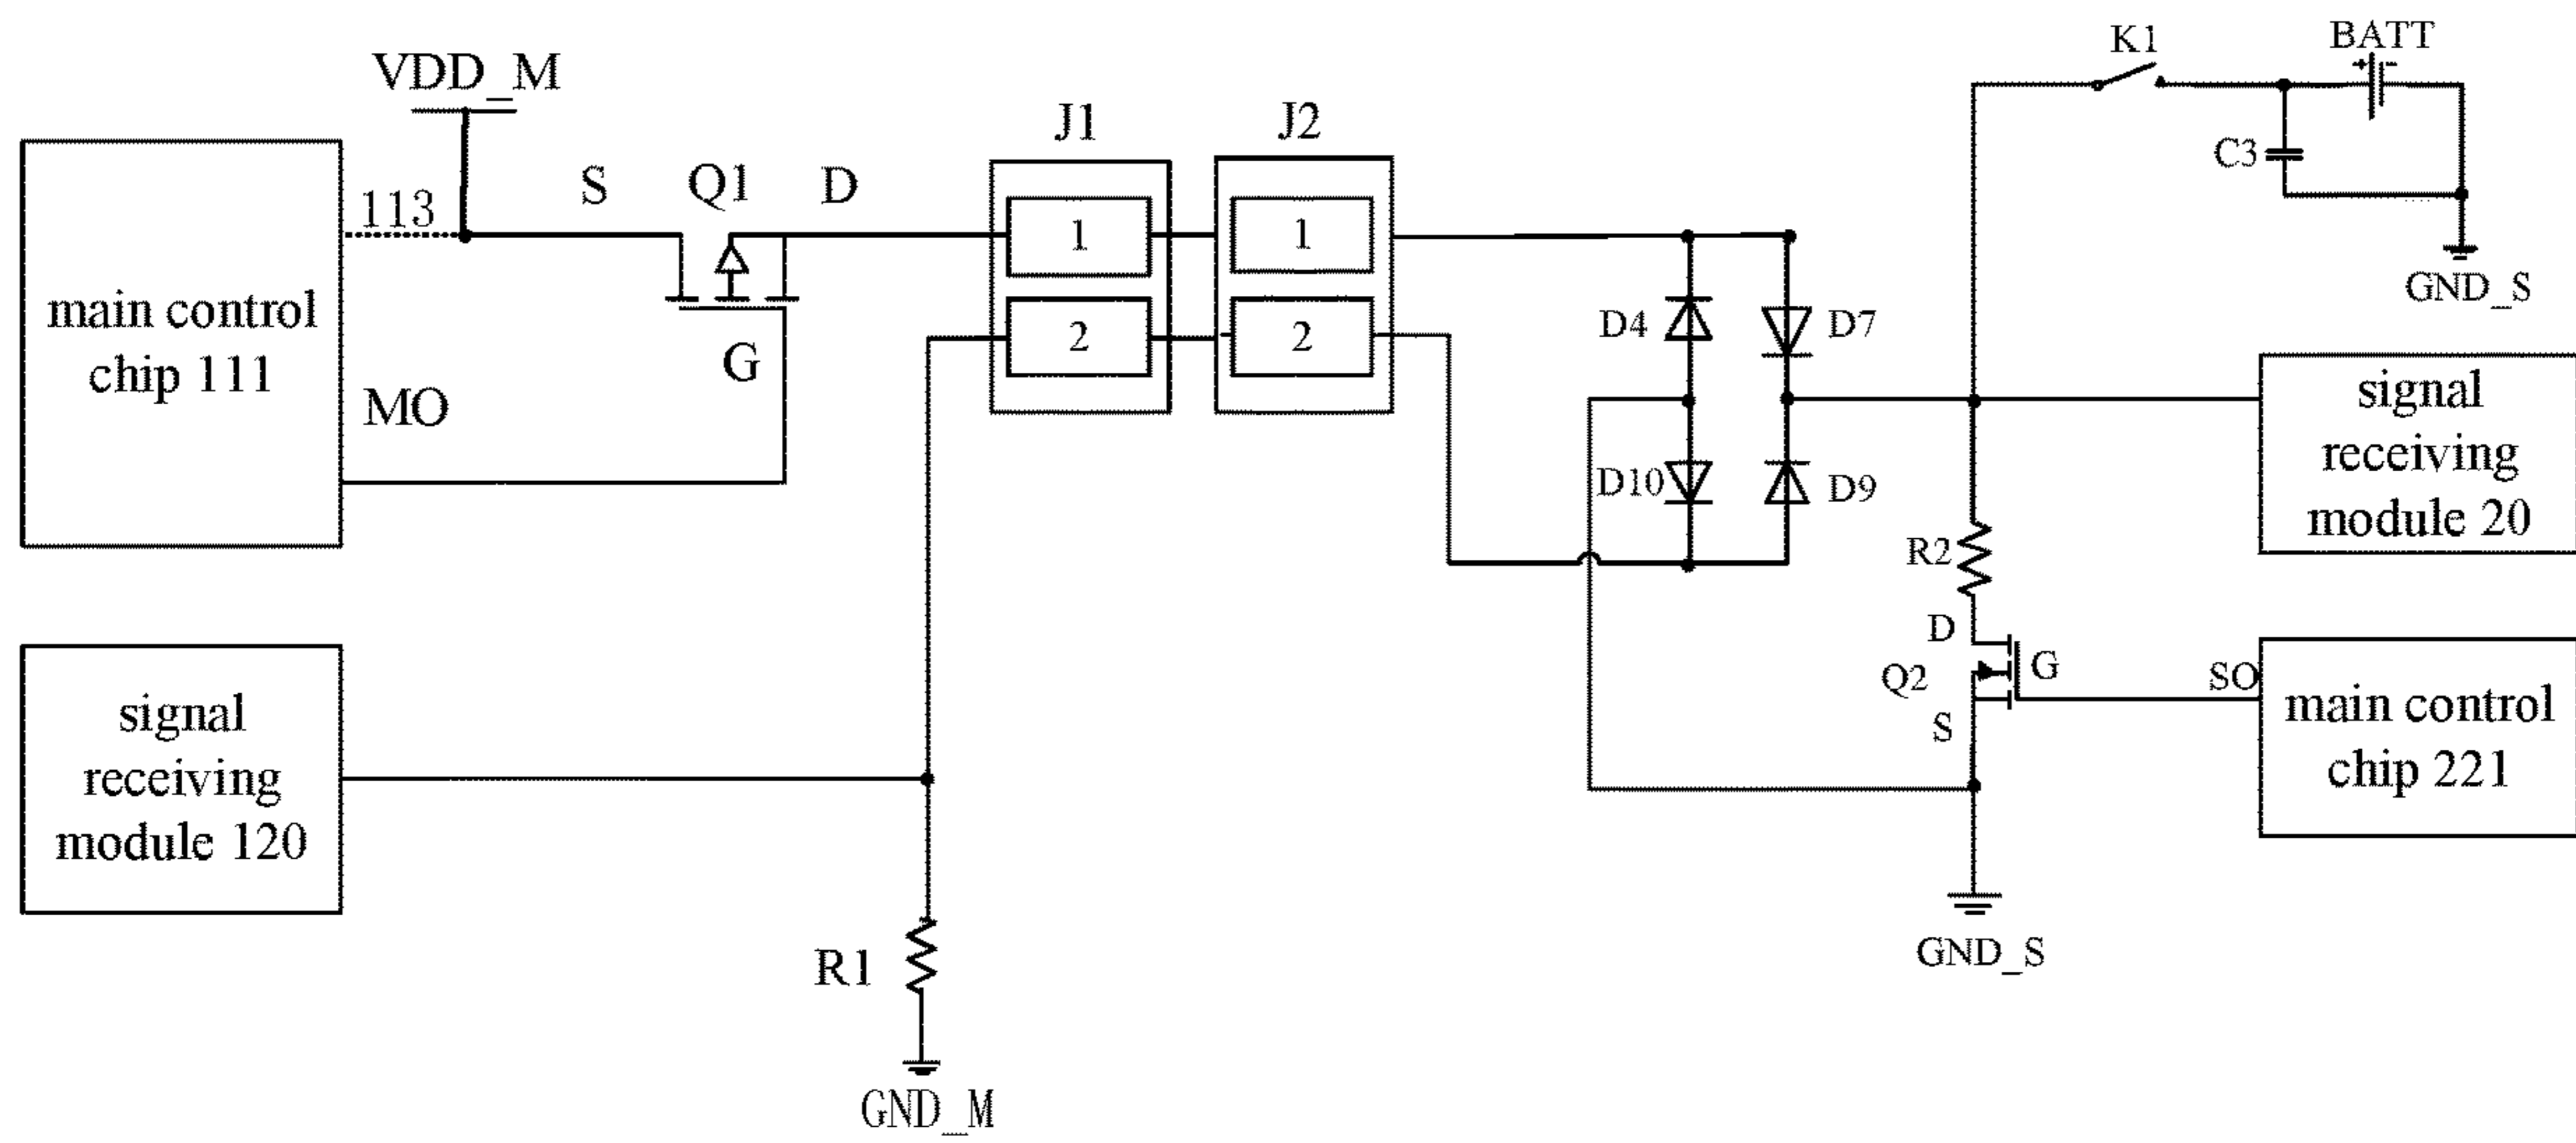 VDD_M
113
S
Q1
D
G
main control
chip 111
MO
signal
receiving
module 120
R1
GND_M
J1
1
2
J2
1
2
D4
D7
D10
D9
K1
BATT
+
-
C3
GND_S
signal
receiving
module 20
R2
D
Q2
G
S
SO
main control
chip 221
GND_S